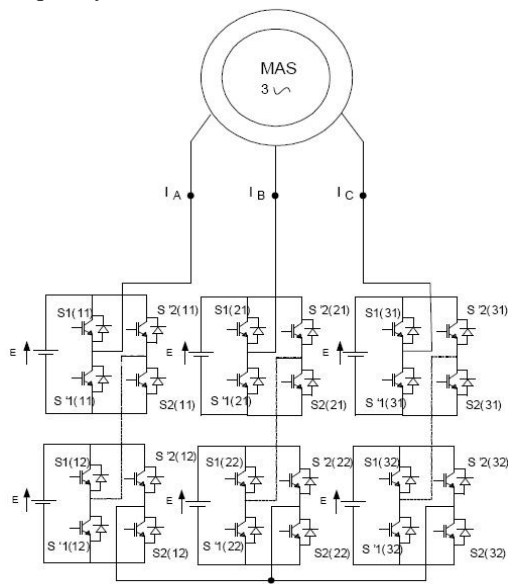 MAS
3
I A
I B
I C
S1(11)
S '2(11)
S1(21)
S '2(21)
S1(31)
S '2(31)
E
E
E
S '1(11)
S2(11)
S '1(21)
S2(21)
S '1(31)
S2(31)
S1(12)
S '2(12)
S1(22)
S '2(22)
S1(32)
S '2(32)
E
E
E
S '1(12)
S2(12)
S '1(22)
S2(22)
S '1(32)
S2(32)